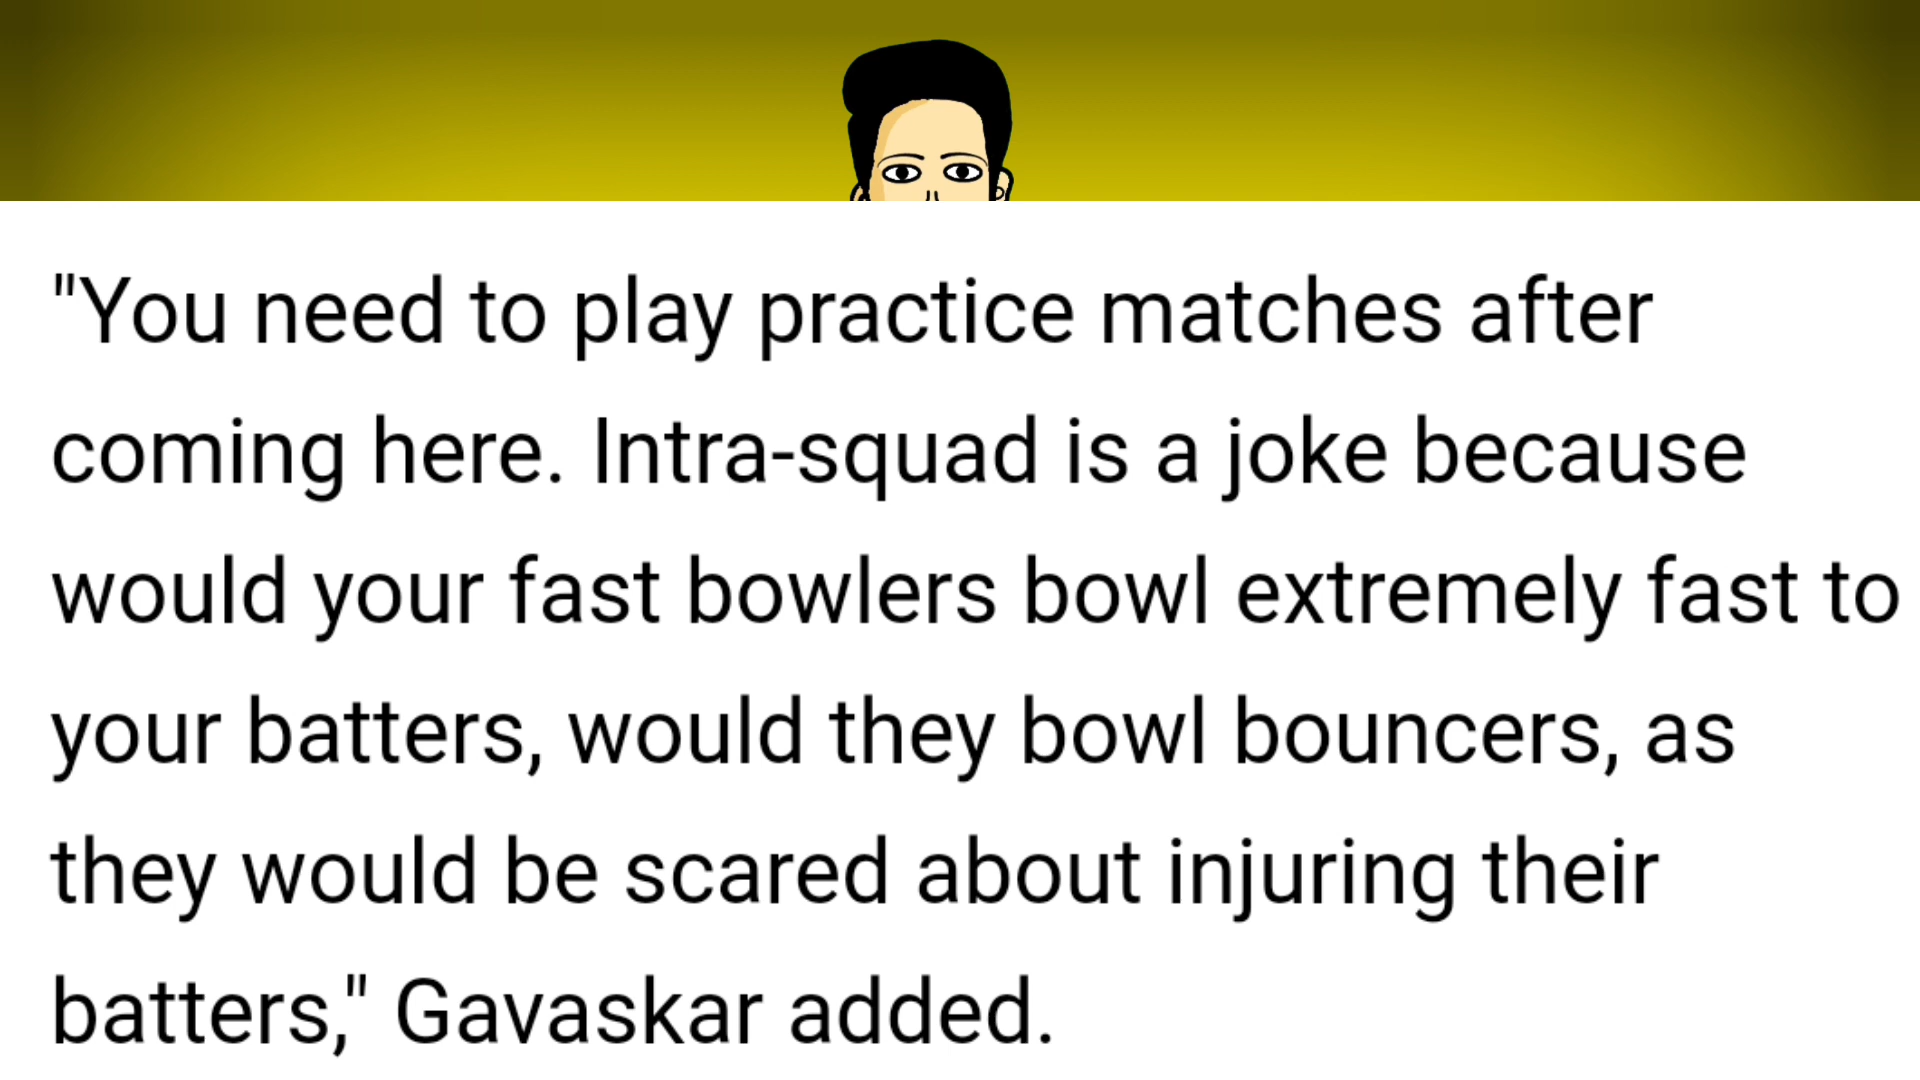 "You need to play practice matches after
coming here. Intra-squad is a joke because
would your fast bowlers bowl extremely fast to
your batters, would they bowl bouncers, as
they would be scared about injuring their
batters," Gavaskar added.